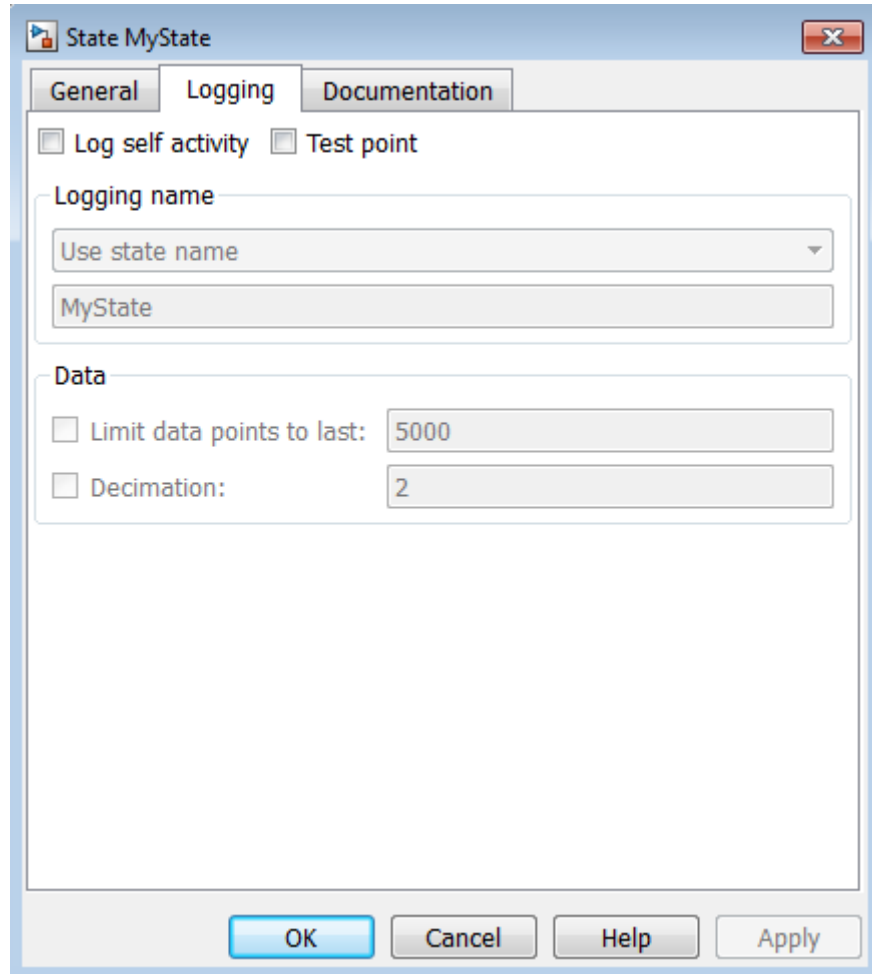 State MyState
General Logging Documentation
Log self activity Test point
Logging name
Use state name
MyState
Data
Limit data points to last: 5000
Decimation: 2
OK Cancel Help Apply